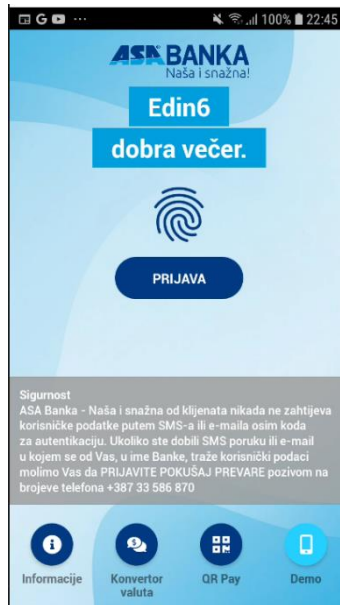 100% 22:45
ASA BANKA
Naša i snažna!
Edin6
dobra večer.
PRIJAVA
Sigurnost
ASA Banka - Naša i snažna od klijenata nikada ne zahtijeva
korisničke podatke putem SMS-a ili e-maila osim koda
za autentikaciju. Ukoliko ste dobili SMS poruku ili e-mail
u kojem se od Vas, u ime Banke, traže korisnički podaci
molimo Vas da PRIJAVITE POKUŠAJ PREVARE pozivom na
brojeve telefona +387 33 586 870
Informacije
Konvertor
valuta
QR Pay
Demo